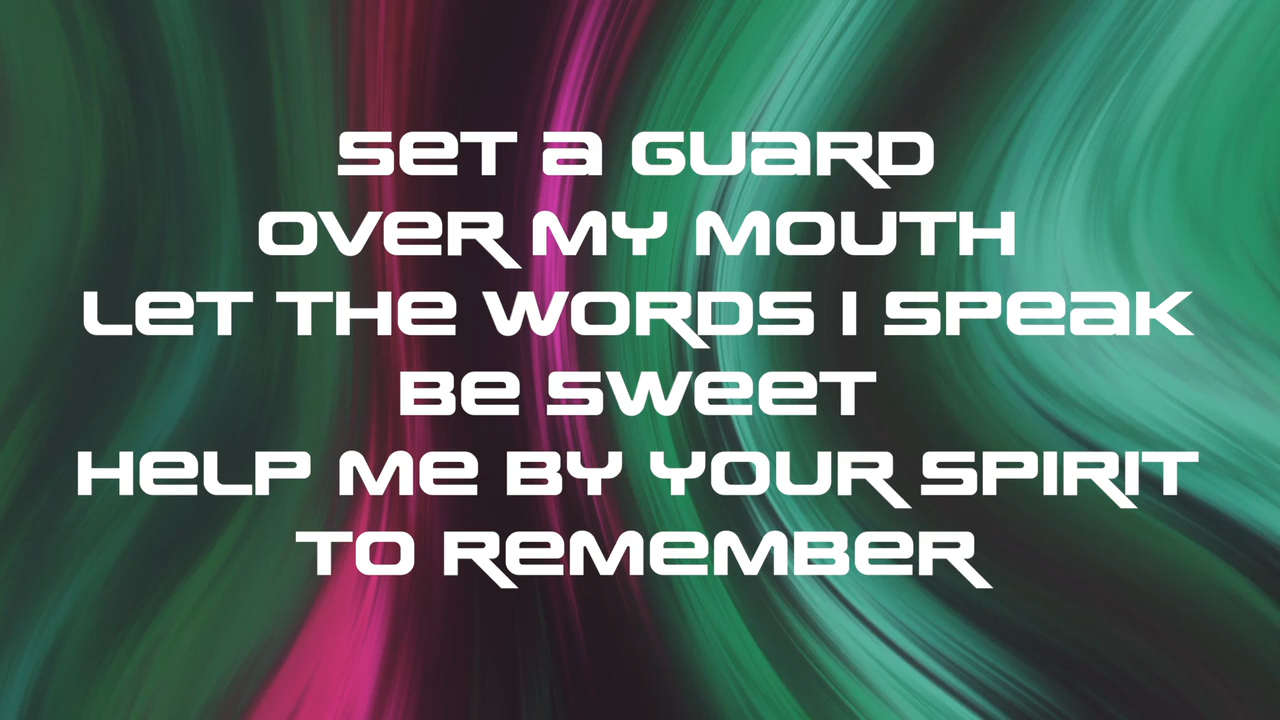 SET A GUARD
OVER MY MOUTH
LET THE WORDS I SPEAK
BE SWEET
HELP ME BY YOUR SPIRIT
TO REMEMBER